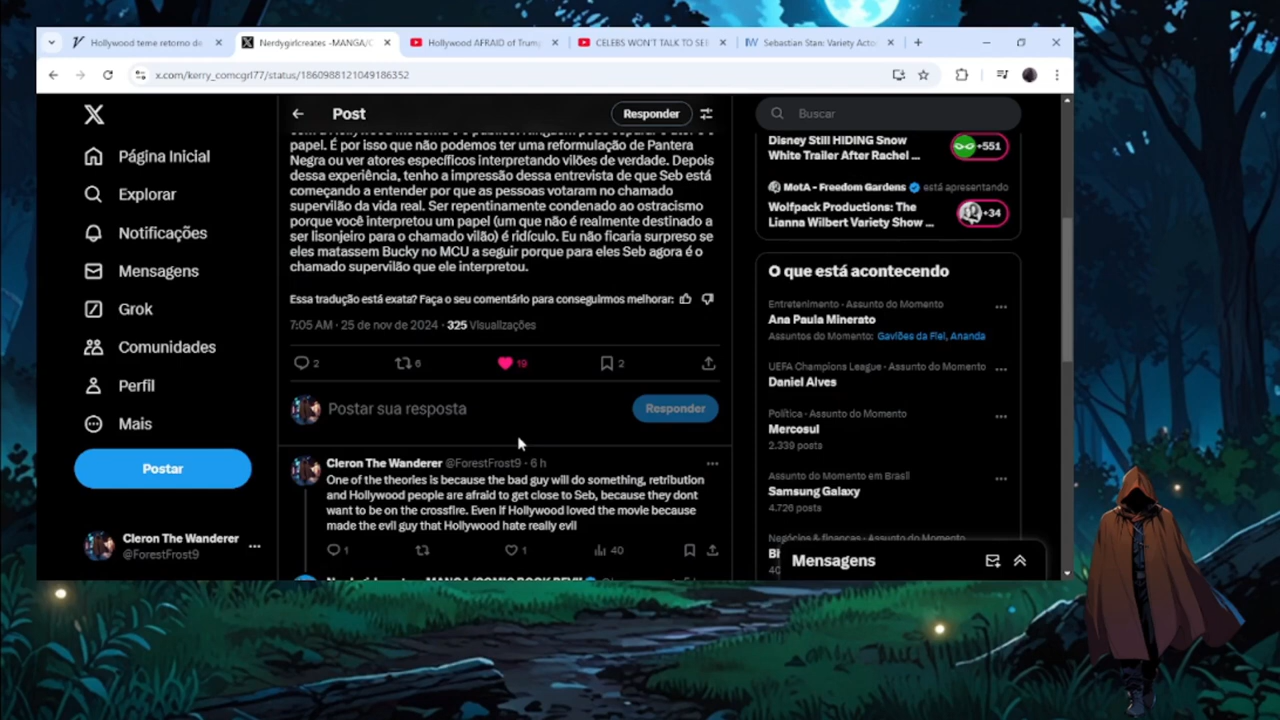 Hollywood teme retorno de
Nerdygirlcreates -MANGA/C
Hollywood AFRAID of Trump
CELEBS WON'T TALK TO SE
Sebastian Stan: Variety Acto
x.com/kerry_comcgrl77/status/1860988121049186352
Página Inicial
Explorar
Notificações
Mensagens
Grok
Comunidades
Perfil
Mais
Postar
Cleron The Wanderer
@ForestFrost9
Post
Responder
papel. É por isso que não podemos ter uma reformulação de Pantera
Negra ou ver atores específicos interpretando vilões de verdade. Depois
dessa experiência, tenho a impressão dessa entrevista de que Seb está
começando a entender por que as pessoas votaram no chamado
supervilão da vida real. Ser repentinamente condenado ao ostracismo
porque você interpretou um papel (um que não é realmente destinado a
ser lisonjeiro para o chamado vilão) é ridículo. Eu não ficaria surpreso se
eles matassem Bucky no MCU a seguir porque para eles Seb agora é o
chamado supervilão que ele interpretou.
Essa tradução está exata? Faça o seu comentário para conseguirmos melhorar:
7:05 AM · 25 de nov de 2024 · 325 Visualizações
2 6 19 2
Postar sua resposta
Responder
Cleron The Wanderer @ForestFrost9 · 6 h
One of the theories is because the bad guy will do something, retribution
and Hollywood people are afraid to get close to Seb, because they dont
want to be on the crossfire. Even if Hollywood loved the movie because
made the evil guy that Hollywood hate really evil
1 1 40
Buscar
Disney Still HIDING Snow
White Trailer After Rachel ...
+551
MotA - Freedom Gardens está apresentando
Wolfpack Productions: The
Lianna Wilbert Variety Show ...
+34
O que está acontecendo
Entretenimento · Assunto do Momento
Ana Paula Minerato
Assuntos do Momento: Gaviões da Fiel, Ananda
UEFA Champions League · Assunto do Momento
Daniel Alves
Política · Assunto do Momento
Mercosul
2.339 posts
Assunto do Momento em Brasil
Samsung Galaxy
4.726 posts
Mensagens